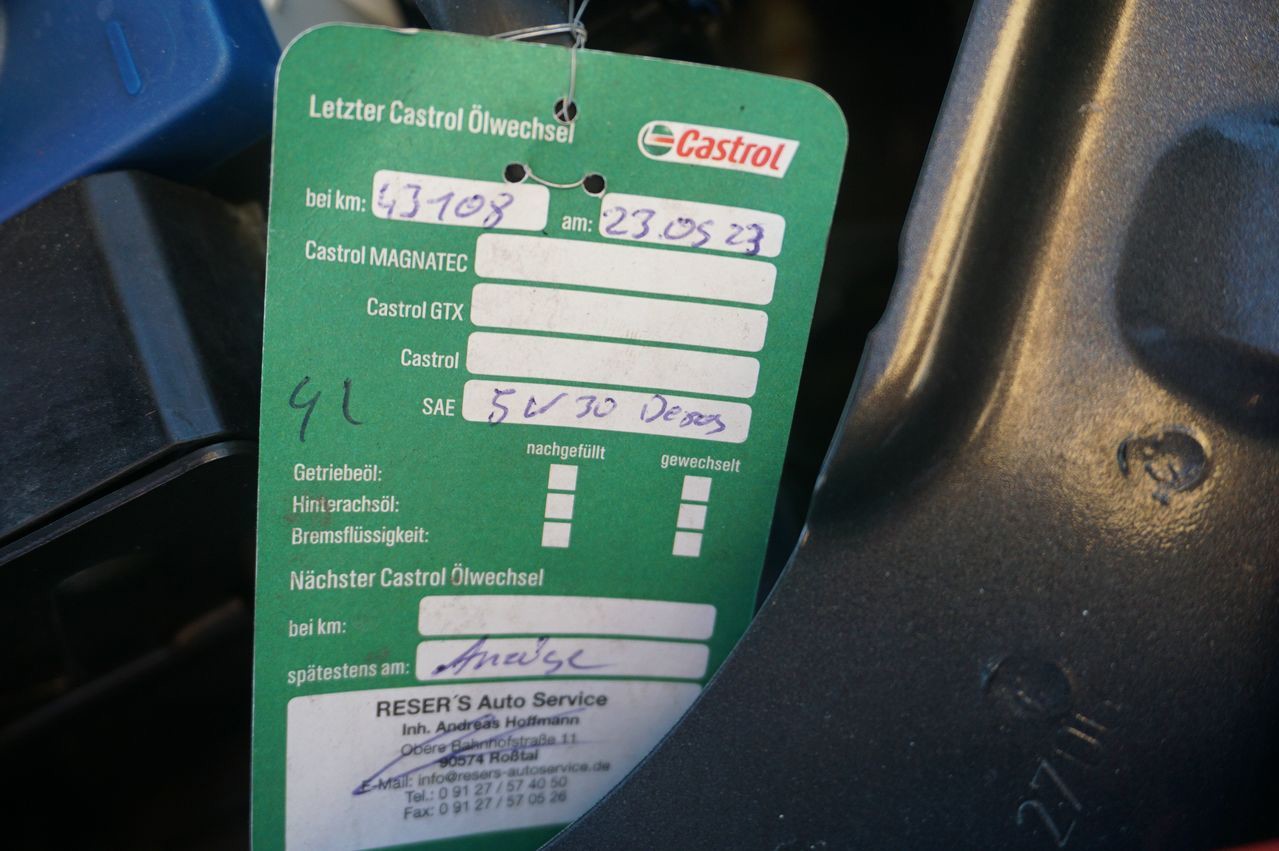 Letzter Castrol Ölwechsel
Castrol
bei km: 43108 am: 23.05 23
Castrol MAGNATEC
Castrol GTX
Castrol
4 l
SAE 5W30
nachgefüllt gewechselt
Getriebeöl:
Hinterachsöl:
Bremsflüssigkeit:
Nächster Castrol Ölwechsel
bei km:
spätestens am: Anzeige
RESER´S Auto Service
Inh. Andreas Hoffmann
Obere Bahnhofstraße 11
90574 Roßtal
E-Mail: info@resers-autoservice.de
Tel.: 0 91 27 / 57 40 50
Fax: 0 91 27 / 57 05 26